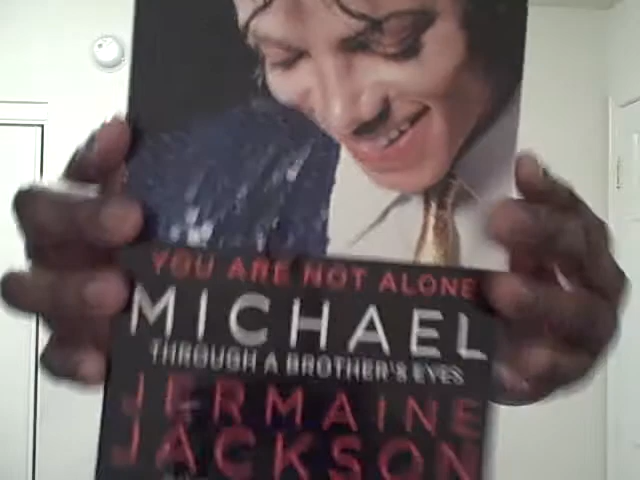 YOU ARE NOT ALONE
MICHAEL
THROUGH A BROTHER'S EYES
JERMAINE
JACKSON